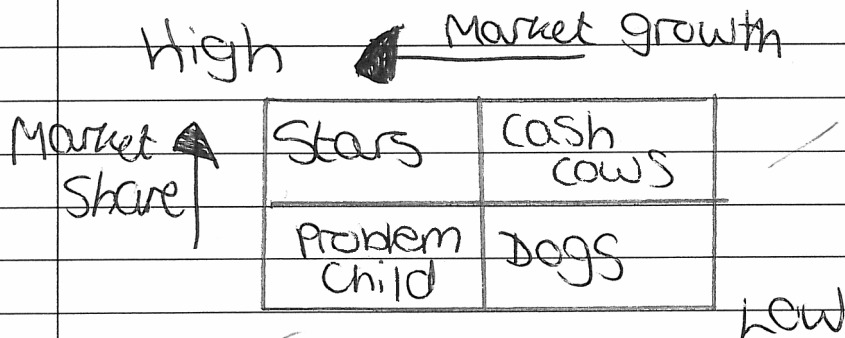 High
Market growth
Market
Share
Stars
Cash
cows
Problem
Child
Dogs
Low